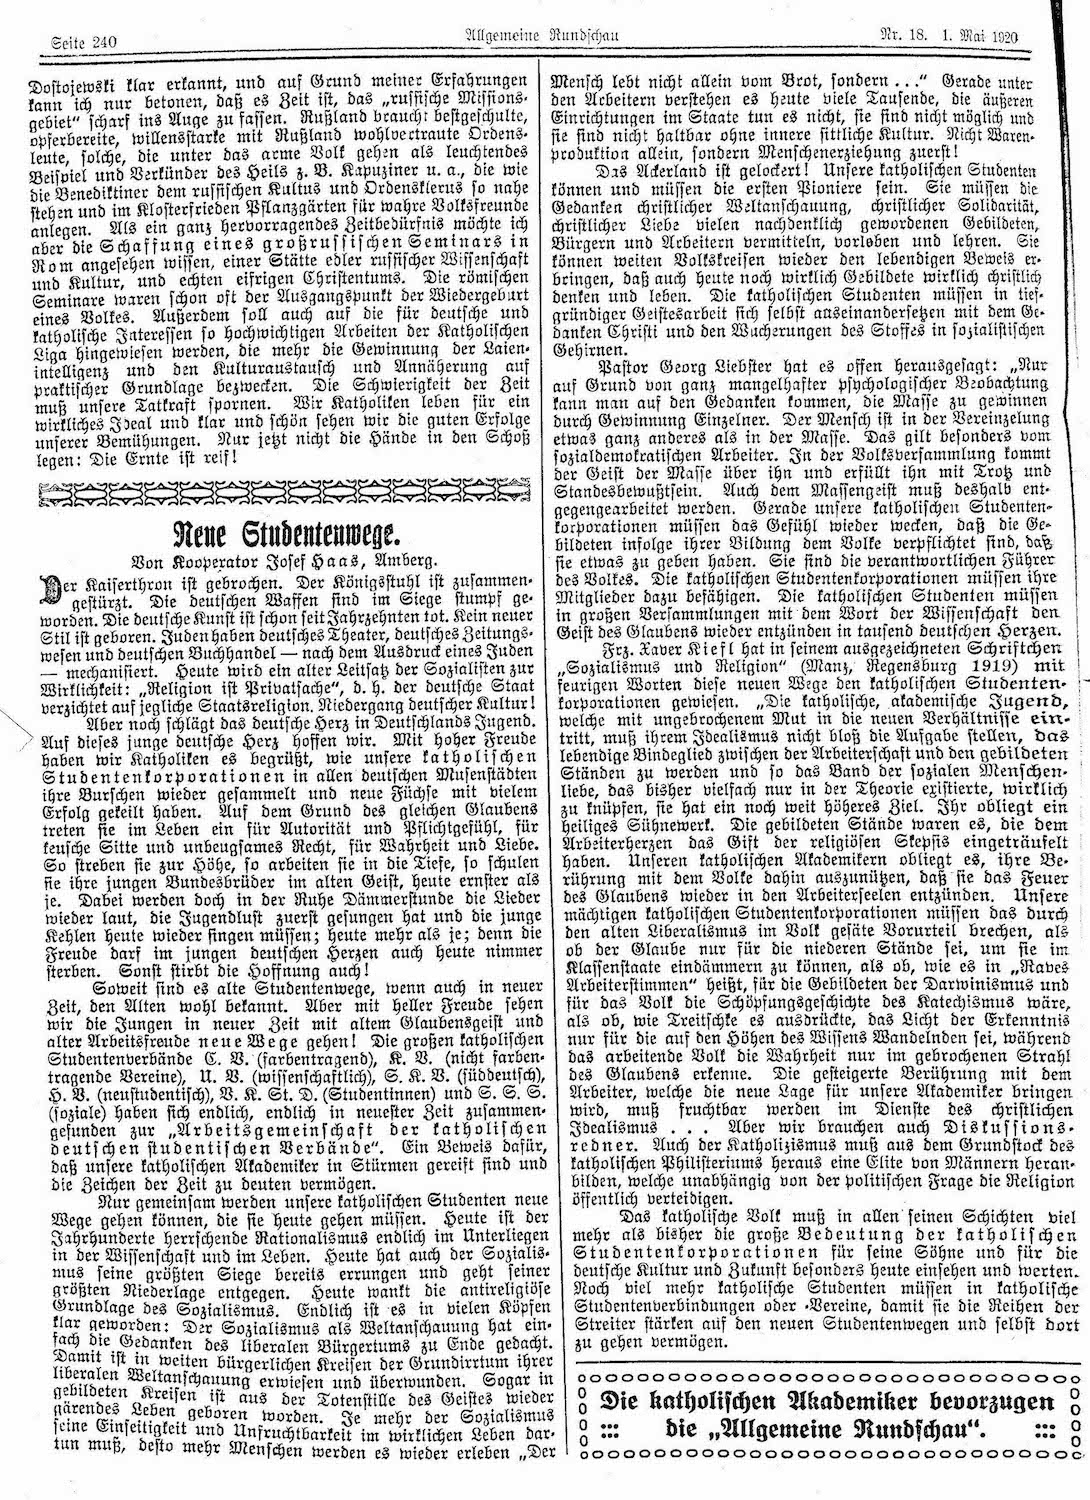 Seite 240
Allgemeine Rundschau
Nr. 18. 1. Mai 1920
Dostojewski klar erkannt, und auf Grund meiner Erfahrungen
kann ich nur betonen, daß es Zeit ist, das „russische Missions-
gebiet“ scharf ins Auge zu fassen. Rußland braucht bestgeschulte,
opferbereite, willensstarke mit Rußland wohlvertraute Ordens-
leute, solche, die unter das arme Volk gehen als leuchtendes
Beispiel und Verkünder des Heils z. B. Kapuziner u. a., die wie
die Benediktiner dem russischen Kultus und Ordensklerus so nahe
stehen und im Klosterfrieden Pflanzgärten für wahre Volksfreunde
anlegen. Als ein ganz hervorragendes Zeitbedürfnis möchte ich
aber die Schaffung eines großrussischen Seminars in
Rom angesehen wissen, einer Stätte edler russischer Wissenschaft
und Kultur, und echten eifrigen Christentums. Die römischen
Seminare waren schon oft der Ausgangspunkt der Wiedergeburt
eines Volkes. Außerdem soll auch auf die für deutsche und
katholische Interessen so hochwichtigen Arbeiten der Katholischen
Liga hingewiesen werden, die mehr die Gewinnung der Laien-
intelligenz und den Kulturaustausch und Annäherung auf
praktischer Grundlage bezwecken. Die Schwierigkeit der Zeit
muß unsere Tatkraft spornen. Wir Katholiken leben für ein
wirkliches Ideal und klar und schön sehen wir die guten Erfolge
unserer Bemühungen. Nur jetzt nicht die Hände in den Schoß
legen: Die Ernte ist reif!
Neue Studentenwege.
Von Kooperator Josef Haas, Amberg.
Der Kaiserthron ist gebrochen. Der Königsstuhl ist zusammen-
gestürzt. Die deutschen Waffen sind im Siege stumpf ge-
worden. Die deutsche Kunst ist schon seit Jahrzehnten tot. Kein neuer
Stil ist geboren. Juden haben deutsches Theater, deutsches Zeitungs-
wesen und deutschen Buchhandel — nach dem Ausdruck eines Juden
— mechanisiert. Heute wird ein alter Leitsatz der Sozialisten zur
Wirklichkeit: „Religion ist Privatsache“, d. h. der deutsche Staat
verzichtet auf jegliche Staatsreligion. Niedergang deutscher Kultur!
Aber noch schlägt das deutsche Herz in Deutschlands Jugend.
Auf dieses junge deutsche Herz hoffen wir. Mit hoher Freude
haben wir Katholiken es begrüßt, wie unsere katholischen
Studentenkorporationen in allen deutschen Musenstädten
ihre Burschen wieder gesammelt und neue Füchse mit vielem
Erfolg gekeilt haben. Auf dem Grund des gleichen Glaubens
treten sie im Leben ein für Autorität und Pflichtgefühl, für
keusche Sitte und unbeugsames Recht, für Wahrheit und Liebe.
So streben sie zur Höhe, so arbeiten sie in die Tiefe, so schulen
sie ihre jungen Bundesbrüder im alten Geist, heute ernster als
je. Dabei werden doch in der Ruhe Dämmerstunde die Lieder
wieder laut, die Jugendlust zuerst gesungen hat und die junge
Kehlen heute wieder singen müssen; heute mehr als je; denn die
Freude darf im jungen deutschen Herzen auch heute nimmer
sterben. Sonst stirbt die Hoffnung auch!
Soweit sind es alte Studentenwege, wenn auch in neuer
Zeit, den Alten wohl bekannt. Aber mit heller Freude sehen
wir die Jungen in neuer Zeit mit altem Glaubensgeist und
alter Arbeitsfreude neue Wege gehen! Die großen katholischen
Studentenverbände C. V. (farbentragend), K. V. (nicht farben-
tragende Vereine), U. V. (wissenschaftlich), S. K. V. (süddeutsch),
H. V. (neustudentisch), V. K. St. D. (Studentinnen) und S. S. S.
(soziale) haben sich endlich, endlich in neuester Zeit zusammen-
gefunden zur „Arbeitsgemeinschaft der katholischen
deutschen studentischen Verbände“. Ein Beweis dafür,
daß unsere katholischen Akademiker in Stürmen gereift sind und
die Zeichen der Zeit zu deuten vermögen.
Nur gemeinsam werden unsere katholischen Studenten neue
Wege gehen können, die sie heute gehen müssen. Heute ist der
Jahrhunderte herrschende Rationalismus endlich im Unterliegen
in der Wissenschaft und im Leben. Heute hat auch der Sozialis-
mus seine größten Siege bereits errungen und geht seiner
größten Niederlage entgegen. Heute wankt die antireligiöse
Grundlage des Sozialismus. Endlich ist es in vielen Köpfen
klar geworden: Der Sozialismus als Weltanschauung hat ein-
fach die Gedanken des liberalen Bürgertums zu Ende gedacht.
Damit ist in weiten bürgerlichen Kreisen der Grundirrtum ihrer
liberalen Weltanschauung erwiesen und überwunden. Sogar in
gebildeten Kreisen ist aus der Totenstille des Geistes wieder
gärendes Leben geboren worden. Je mehr der Sozialismus
seine Einseitigkeit und Unfruchtbarkeit im wirklichen Leben dar-
tun muß, desto mehr Menschen werden es wieder erleben „Der
Mensch lebt nicht allein vom Brot, sondern . . .“ Gerade unter
den Arbeitern verstehen es heute viele Tausende, die äußeren
Einrichtungen im Staate tun es nicht, sie sind nicht möglich und
sie sind nicht haltbar ohne innere sittliche Kultur. Nicht Waren-
produktion allein, sondern Menschenerziehung zuerst!
Das Ackerland ist gelockert! Unsere katholischen Studenten
können und müssen die ersten Pioniere sein. Sie müssen die
Gedanken christlicher Weltanschauung, christlicher Solidarität,
christlicher Liebe vielen nachdenklich gewordenen Gebildeten,
Bürgern und Arbeitern vermitteln, vorloben und lehren. Sie
können weiten Volkskreisen wieder den lebendigen Beweis er-
bringen, daß auch heute noch wirklich Gebildete wirklich christlich
denken und leben. Die katholischen Studenten müssen in tief-
gründiger Geistesarbeit sich selbst auseinandersetzen mit dem Ge-
danken Christi und den Wucherungen des Stoffes in sozialistischen
Gehirnen.
Pastor Georg Liebster hat es offen herausgesagt: „Nur
auf Grund von ganz mangelhafter psychologischer Beobachtung
kann man auf den Gedanken kommen, die Masse zu gewinnen
durch Gewinnung Einzelner. Der Mensch ist in der Vereinzelung
etwas ganz anderes als in der Masse. Das gilt besonders vom
sozialdemokratischen Arbeiter. In der Volksversammlung kommt
der Geist der Masse über ihn und erfüllt ihn mit Trotz und
Standesbewußtsein. Auch dem Massengeist muß deshalb ent-
gegengearbeitet werden. Gerade unsere katholischen Studenten-
korporationen müssen das Gefühl wieder wecken, daß die Ge-
bildeten infolge ihrer Bildung dem Volke verpflichtet sind, daß
sie etwas zu geben haben. Sie sind die verantwortlichen Führer
des Volkes. Die katholischen Studentenkorporationen müssen ihre
Mitglieder dazu befähigen. Die katholischen Studenten müssen
in großen Versammlungen mit dem Wort der Wissenschaft den
Geist des Glaubens wieder entzünden in tausend deutschen Herzen.
Frz. Xaver Kiefl hat in seinem ausgezeichneten Schriftchen
„Sozialismus und Religion“ (Manz, Regensburg 1919) mit
feurigen Worten diese neuen Wege den katholischen Studenten-
korporationen gewiesen. „Die katholische, akademische Jugend,
welche mit ungebrochenem Mut in die neuen Verhältnisse ein-
tritt, muß ihrem Idealismus nicht bloß die Aufgabe stellen, das
lebendige Bindeglied zwischen der Arbeiterschaft und den gebildeten
Ständen zu werden und so das Band der sozialen Menschen-
liebe, das bisher vielfach nur in der Theorie existierte, wirklich
zu knüpfen, sie hat ein noch weit höheres Ziel. Ihr obliegt ein
heiliges Sühnewerk. Die gebildeten Stände waren es, die dem
Arbeiterherzen das Gift der religiösen Skepsis eingeträufelt
haben. Unseren katholischen Akademikern obliegt es, ihre Be-
rührung mit dem Volke dahin auszunützen, daß sie das Feuer
des Glaubens wieder in den Arbeiterseelen entzünden. Unsere
mächtigen katholischen Studentenkorporationen müssen das durch
den alten Liberalismus im Volk gesäte Vorurteil brechen, als
ob der Glaube nur für die niederen Stände sei, um sie im
Klassenstaate eindämmern zu können, als ob, wie es in „Raves
Arbeiterstimmen“ heißt, für die Gebildeten der Darwinismus und
für das Volk die Schöpfungsgeschichte des Katechismus wäre,
als ob, wie Treitschke es ausdrückte, das Licht der Erkenntnis
nur für die auf den Höhen des Wissens Wandelnden sei, während
das arbeitende Volk die Wahrheit nur im gebrochenen Strahl
des Glaubens erkenne. Die gesteigerte Berührung mit dem
Arbeiter, welche die neue Lage für unsere Akademiker bringen
wird, muß fruchtbar werden im Dienste des christlichen
Idealismus . . . Aber wir brauchen auch Diskussions-
redner. Auch der Katholizismus muß aus dem Grundstock des
katholischen Philisteriums heraus eine Elite von Männern heran-
bilden, welche unabhängig von der politischen Frage die Religion
öffentlich verteidigen.
Das katholische Volk muß in allen seinen Schichten viel
mehr als bisher die große Bedeutung der katholischen
Studentenkorporationen für seine Söhne und für die
deutsche Kultur und Zukunft besonders heute einsehen und werten.
Noch viel mehr katholische Studenten müssen in katholische
Studentenverbindungen oder -Vereine, damit sie die Reihen der
Streiter stärken auf den neuen Studentenwegen und selbst dort
zu gehen vermögen.
Die katholischen Akademiker bevorzugen
die „Allgemeine Rundschau“.